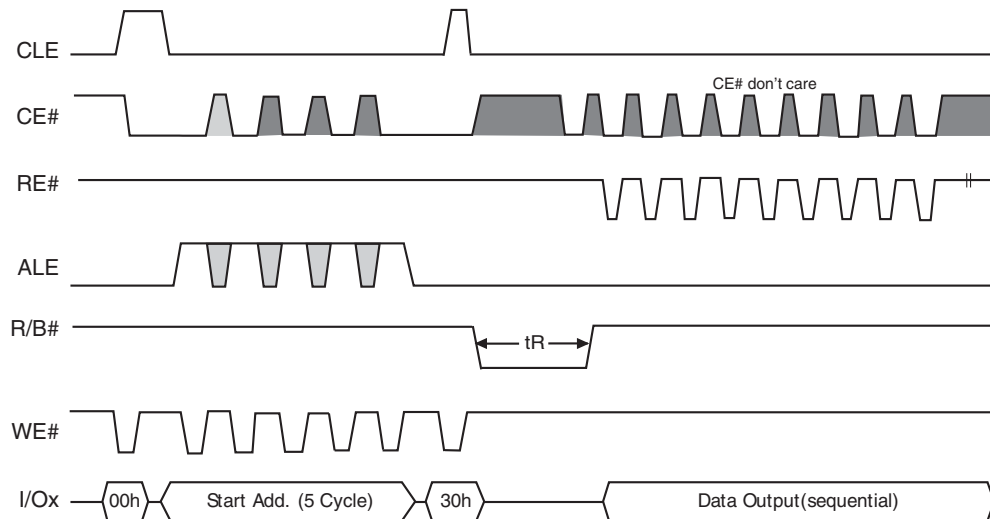 CLE
CE#
CE# don't care
RE#
ALE
R/B#
tR
WE#
I/Ox
00h
Start Add. (5 Cycle)
30h
Data Output(sequential)